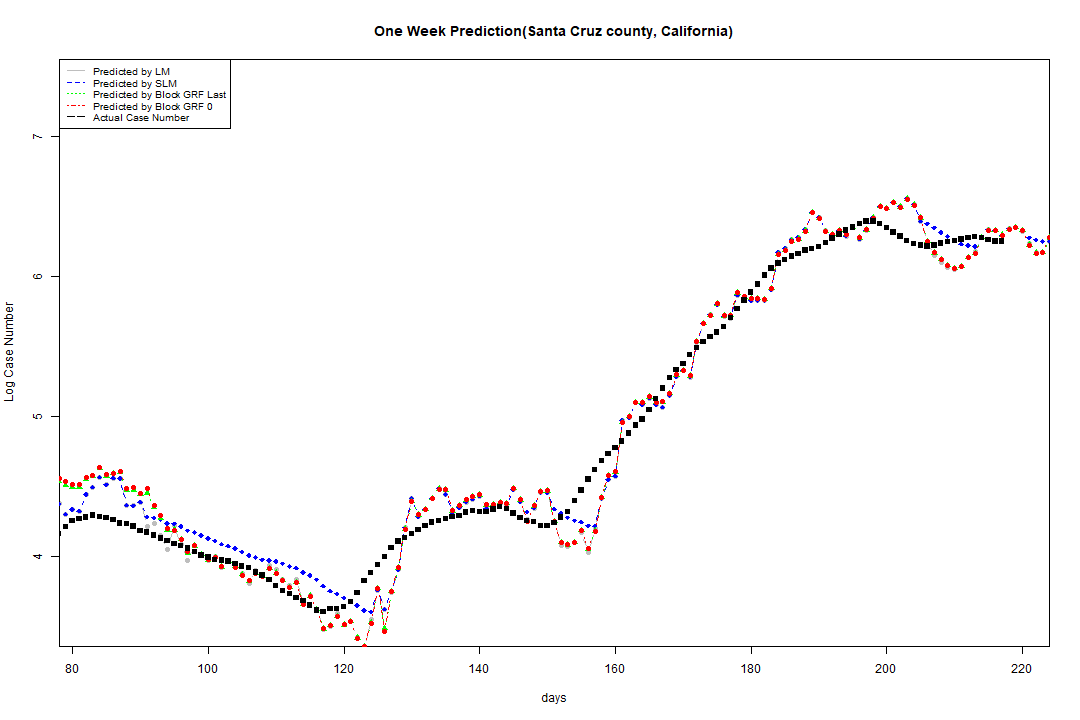 One Week Prediction(Santa Cruz county, California)
Predicted by LM
Predicted by SLM
Predicted by Block GRF Last
Predicted by Block GRF 0
Actual Case Number
7
6
5
4
Log Case Number
80 100 120 140 160 180 200 220
days